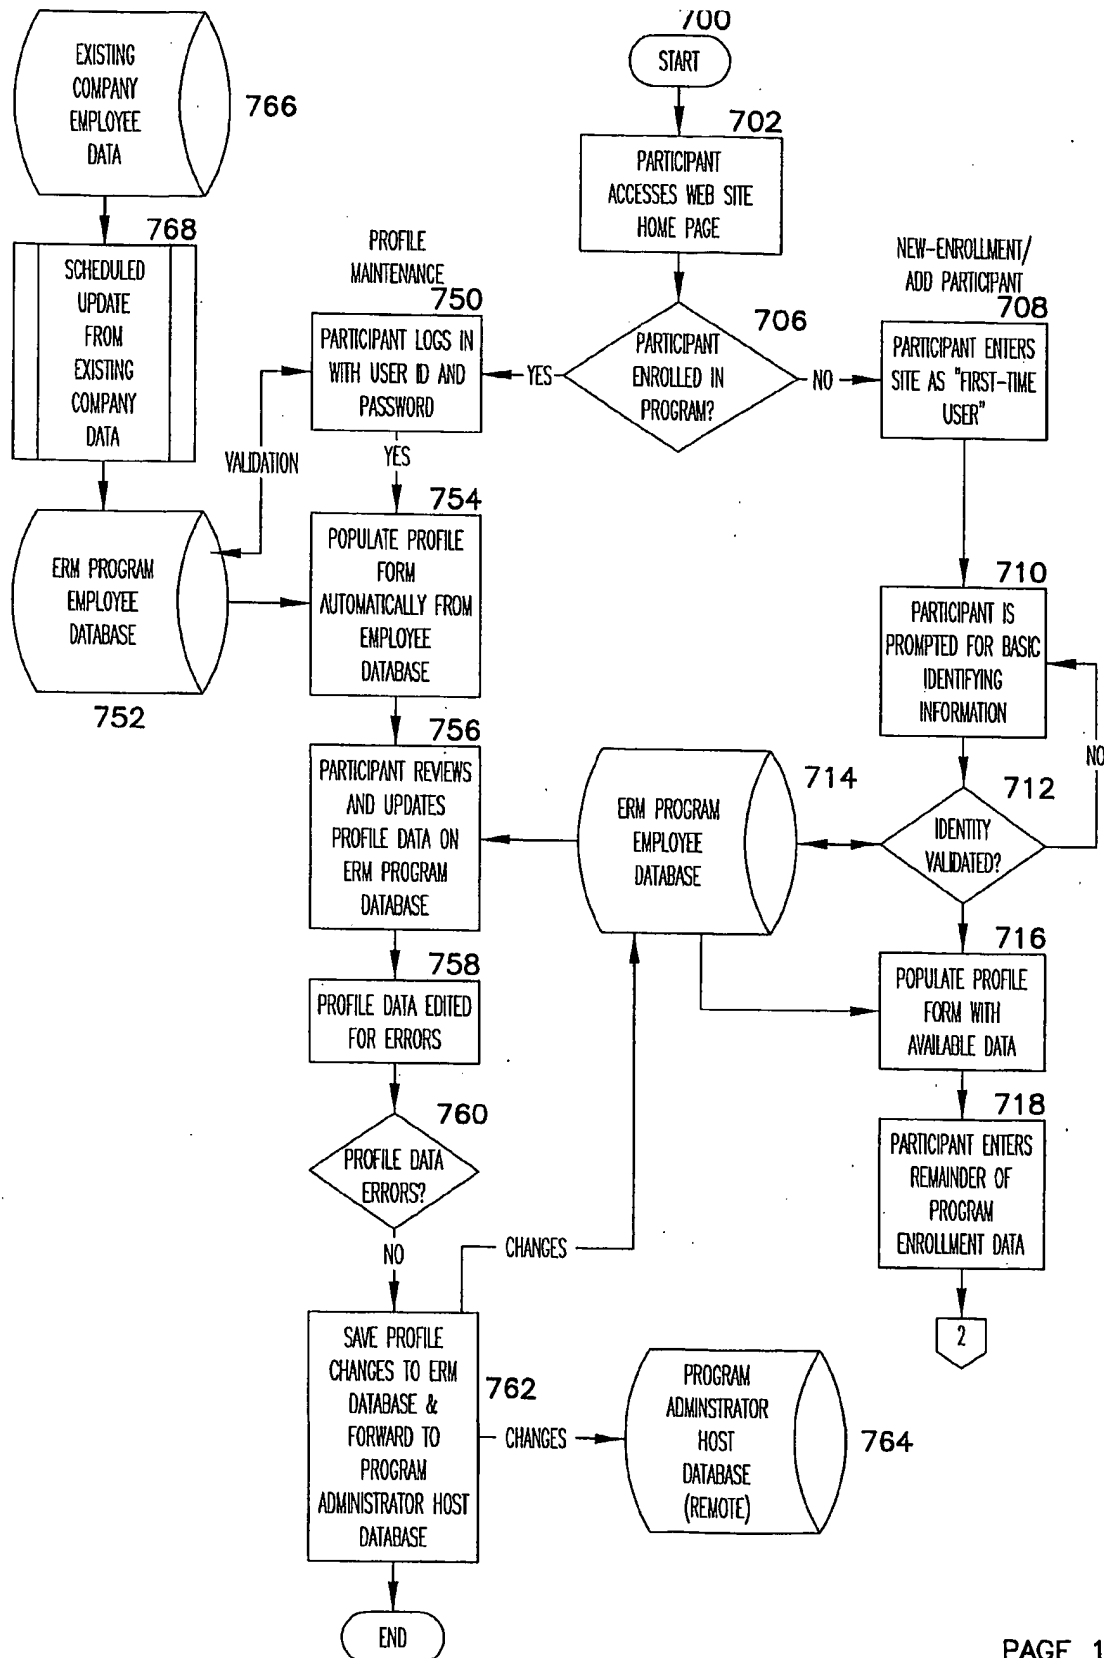 700
START
702
PARTICIPANT
ACCESSES WEB SITE
HOME PAGE
706
PARTICIPANT
ENROLLED IN
PROGRAM?
YES
NO
EXISTING
COMPANY
EMPLOYEE
DATA
766
768
SCHEDULED
UPDATE
FROM
EXISTING
COMPANY
DATA
VALIDATION
ERM PROGRAM
EMPLOYEE
DATABASE
752
PROFILE
MAINTENANCE
750
PARTICIPANT LOGS IN
WITH USER ID AND
PASSWORD
YES
754
POPULATE PROFILE
FORM
AUTOMATICALLY FROM
EMPLOYEE
DATABASE
756
PARTICIPANT REVIEWS
AND UPDATES
PROFILE DATA ON
ERM PROGRAM
DATABASE
758
PROFILE DATA EDITED
FOR ERRORS
760
PROFILE DATA
ERRORS?
NO
SAVE PROFILE
CHANGES TO ERM
DATABASE &
FORWARD TO
PROGRAM
ADMINISTRATOR HOST
DATABASE
762
CHANGES
CHANGES
END
714
ERM PROGRAM
EMPLOYEE
DATABASE
PROGRAM
ADMINSTRATOR
HOST
DATABASE
(REMOTE)
764
NEW-ENROLLMENT/
ADD PARTICIPANT
708
PARTICIPANT ENTERS
SITE AS "FIRST-TIME
USER"
710
PARTICIPANT IS
PROMPTED FOR BASIC
IDENTIFYING
INFORMATION
NO
712
IDENTITY
VALIDATED?
716
POPULATE PROFILE
FORM WITH
AVAILABLE DATA
718
PARTICIPANT ENTERS
REMAINDER OF
PROGRAM
ENROLLMENT DATA
2
PAGE 1